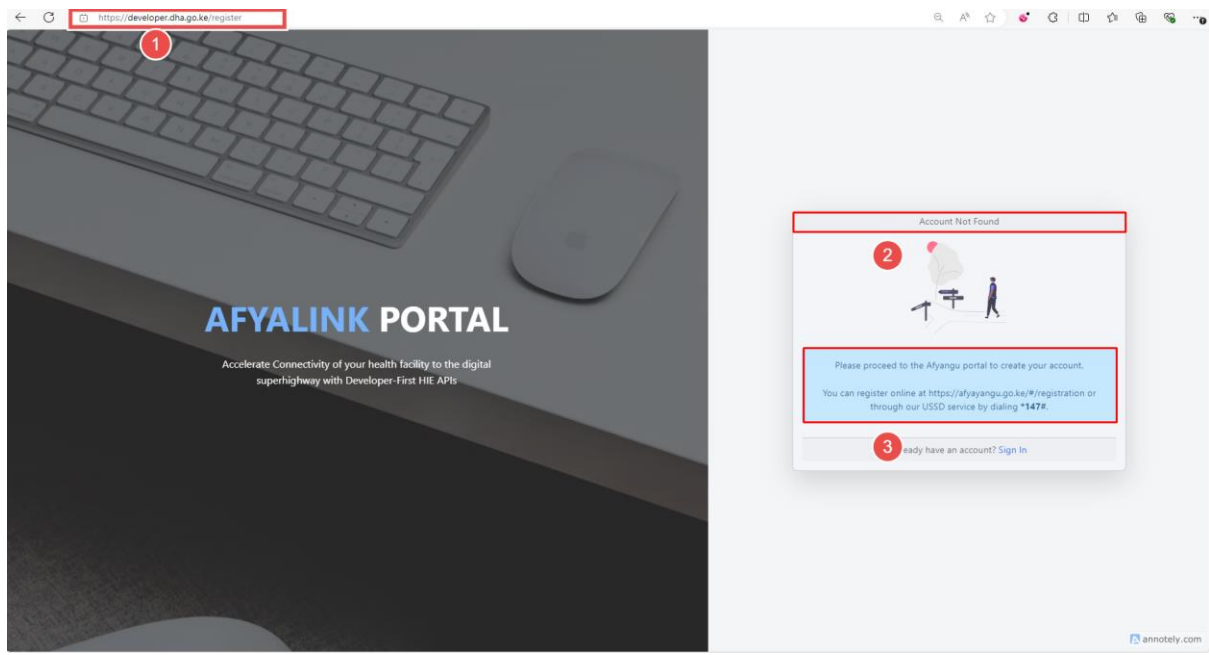 https://developer.dha.go.ke/register
1
Account Not Found
2
AFYALINK PORTAL
Accelerate Connectivity of your health facility to the digital
superhighway with Developer-First HIE APIs
Please proceed to the Afyangu portal to create your account.
You can register online at https://afyayangu.go.ke/#/registration or
through our USSD service by dialing *147#.
3 eady have an account? Sign In
annotely.com